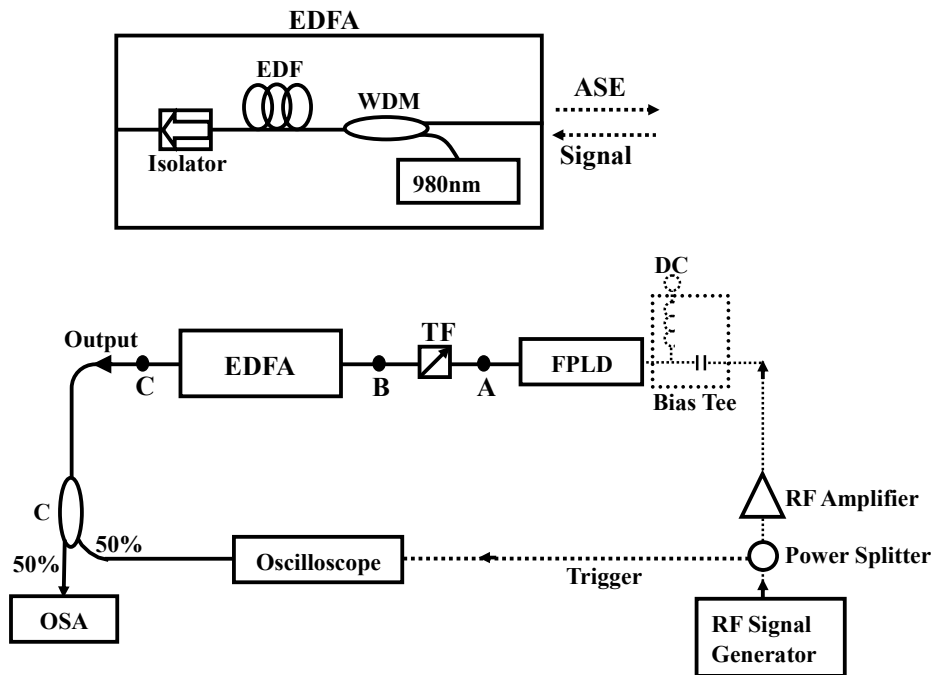 EDFA
EDF
WDM
ASE
Signal
Isolator
980nm
DC
Output
TF
C
EDFA
B
A
FPLD
Bias Tee
RF Amplifier
C
50%
50%
Oscilloscope
Trigger
Power Splitter
OSA
RF Signal
Generator